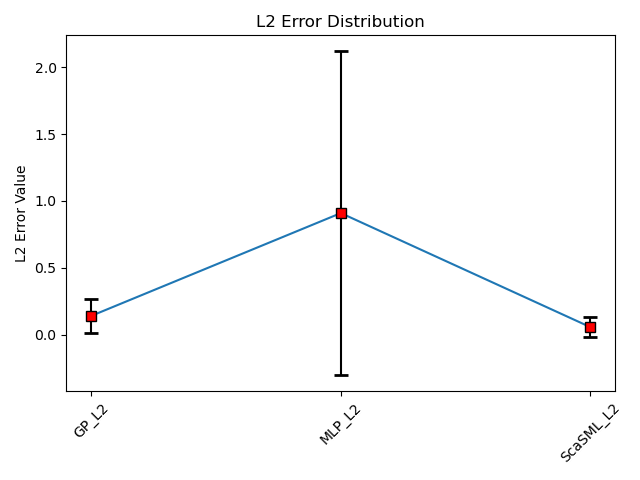 L2 Error Distribution
L2 Error Value
2.0
1.5
1.0
0.5
0.0
GP_L2
MLP_L2
ScaSML_L2